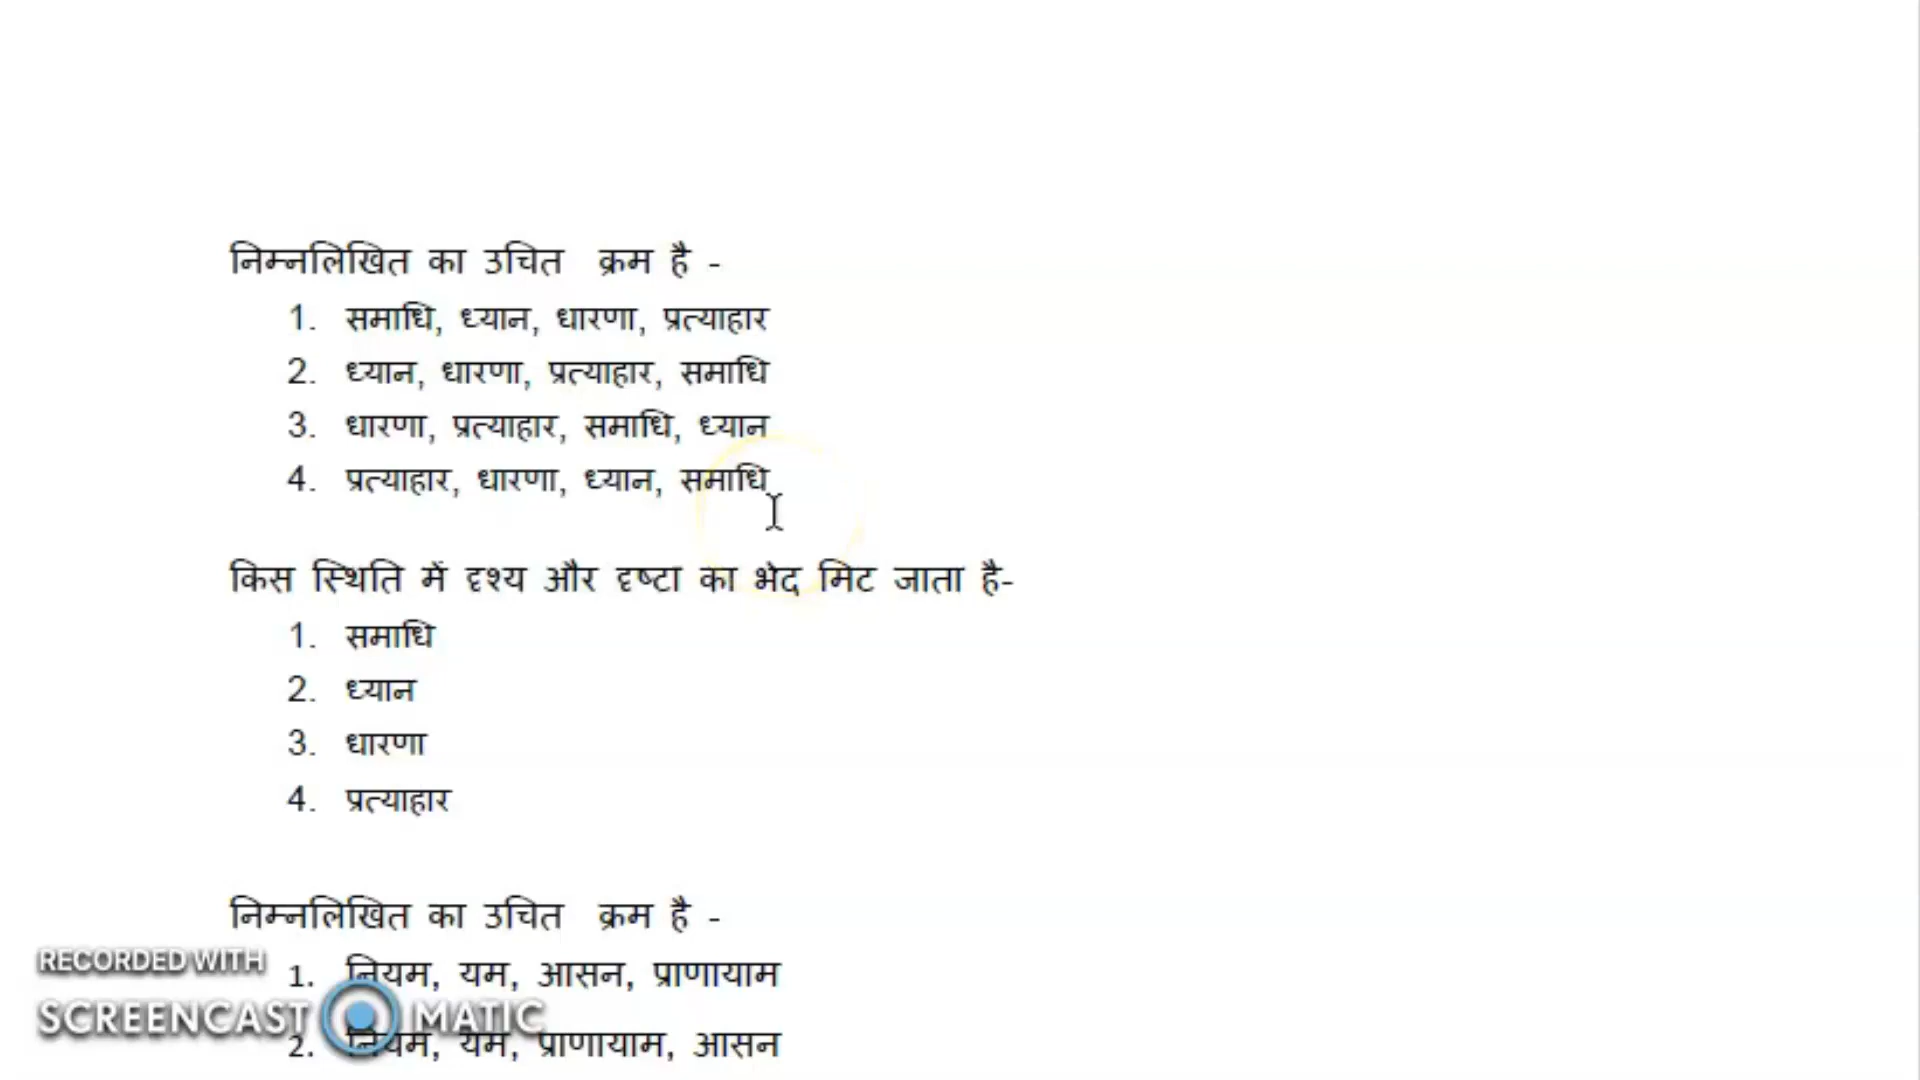 निम्नलिखित का उचित क्रम है -
1. समाधि, ध्यान, धारणा, प्रत्याहार
2. ध्यान, धारणा, प्रत्याहार, समाधि
3. धारणा, प्रत्याहार, समाधि, ध्यान
4. प्रत्याहार, धारणा, ध्यान, समाधि
किस स्थिति में दृश्य और दृष्टा का भेद मिट जाता है-
1. समाधि
2. ध्यान
3. धारणा
4. प्रत्याहार
निम्नलिखित का उचित क्रम है -
1. नियम, यम, आसन, प्राणायाम
2. नियम, यम, प्राणायाम, आसन
RECORDED WITH
SCREENCAST MATIC